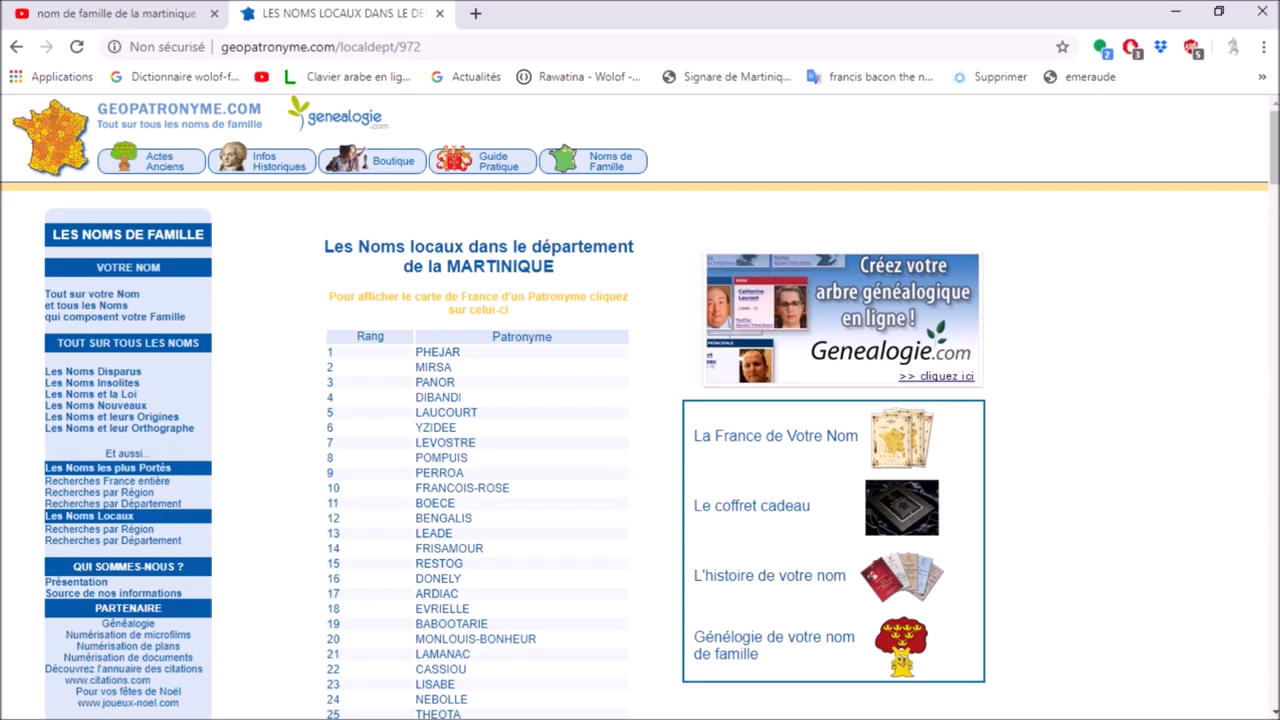 nom de famille de la martinique
LES NOMS LOCAUX DANS LE DE
Non sécurisé
geopatronyme.com/localdept/972
2
3
5
Applications
Dictionnaire wolof-f...
Clavier arabe en lig...
Actualités
Rawatina - Wolof -...
Signare de Martiniq...
francis bacon the n...
Supprimer
emeraude
»
GEOPATRONYME.COM
Tout sur tous les noms de famille
genealogie.com
Actes
Anciens
Infos
Historiques
Boutique
Guide
Pratique
Noms de
Famille
LES NOMS DE FAMILLE
VOTRE NOM
Tout sur votre Nom
et tous les Noms
qui composent votre Famille
TOUT SUR TOUS LES NOMS
Les Noms Disparus
Les Noms Insolites
Les Noms et la Loi
Les Noms Nouveaux
Les Noms et leurs Origines
Les Noms et leur Orthographe
Et aussi...
Les Noms les plus Portés
Recherches France entière
Recherches par Région
Recherches par Département
Les Noms Locaux
Recherches par Région
Recherches par Département
QUI SOMMES-NOUS ?
Présentation
Source de nos informations
PARTENAIRE
Généalogie
Numérisation de microfilms
Numérisation de plans
Numérisation de documents
Découvrez l'annuaire des citations
www.citations.com
Pour vos fêtes de Noël
www.joueux-noel.com
Les Noms locaux dans le département
de la MARTINIQUE
Pour afficher le carte de France d'un Patronyme cliquez
sur celui-ci
Rang Patronyme
1 PHEJAR
2 MIRSA
3 PANOR
4 DIBANDI
5 LAUCOURT
6 YZIDEE
7 LEVOSTRE
8 POMPUIS
9 PERROA
10 FRANCOIS-ROSE
11 BOECE
12 BENGALIS
13 LEADE
14 FRISAMOUR
15 RESTOG
16 DONELY
17 ARDIAC
18 EVRIELLE
19 BABOOTARIE
20 MONLOUIS-BONHEUR
21 LAMANAC
22 CASSIOU
23 LISABE
24 NEBOLLE
25 THEOTA
Catherine
Laurent
PRINCIPALE
Créez votre
arbre généalogique
en ligne !
Genealogie.com
>> cliquez ici
La France de Votre Nom
Le coffret cadeau
L'histoire de votre nom
Génélogie de votre nom
de famille